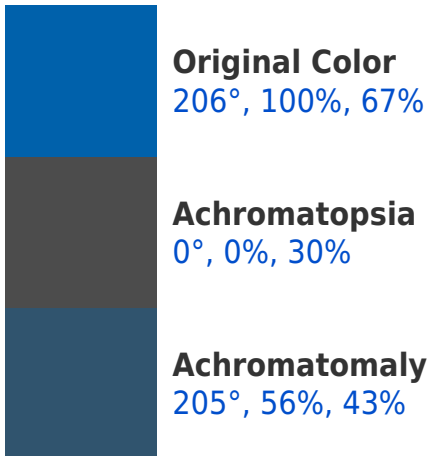 Original Color
206°, 100%, 67%
Achromatopsia
0°, 0%, 30%
Achromatomaly
205°, 56%, 43%